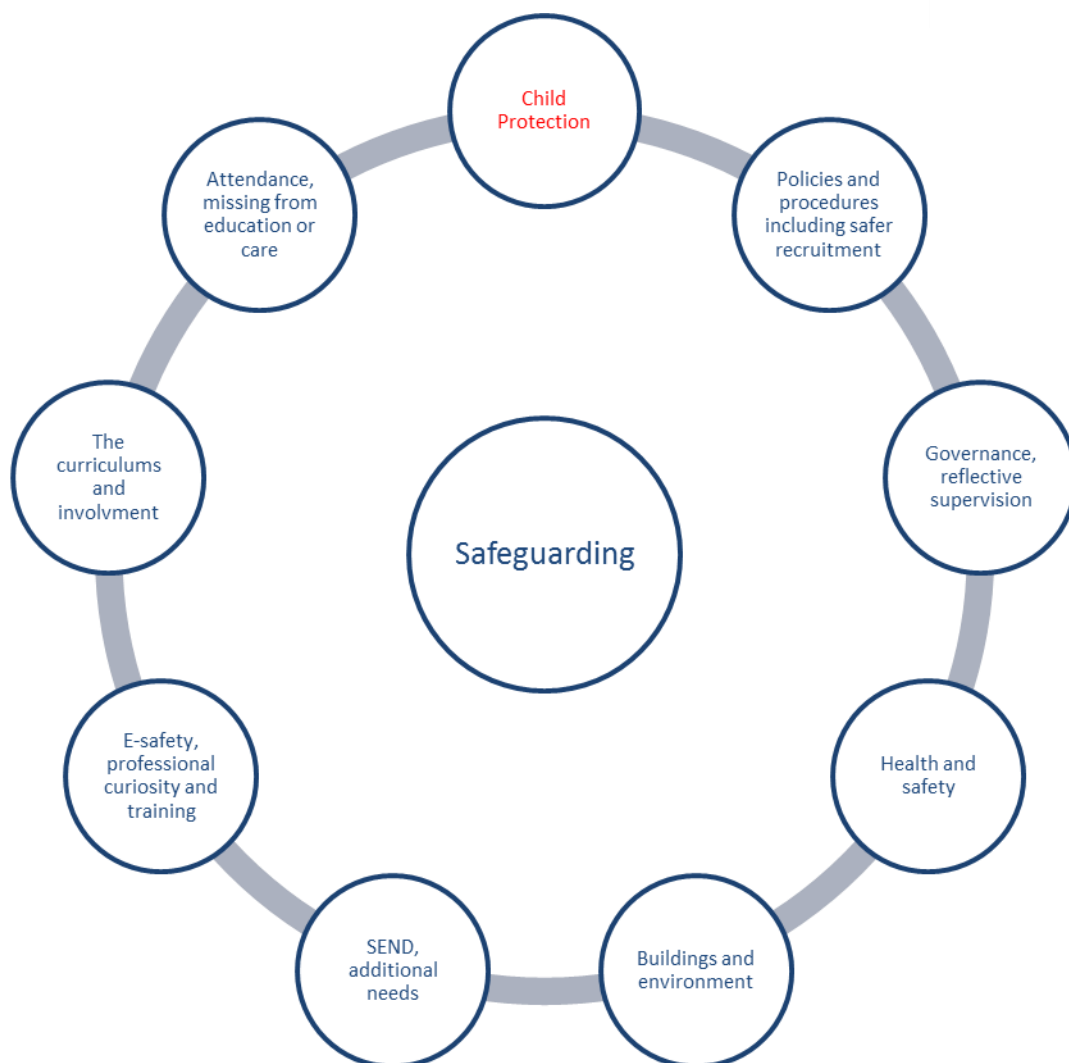 Child
Protection
Policies and
procedures
including safer
recruitment
Governance,
reflective
supervision
Health and
safety
Buildings and
environment
SEND,
additional
needs
E-safety,
professional
curiosity and
training
The
curriculums
and
involvment
Attendance,
missing from
education or
care
Safeguarding